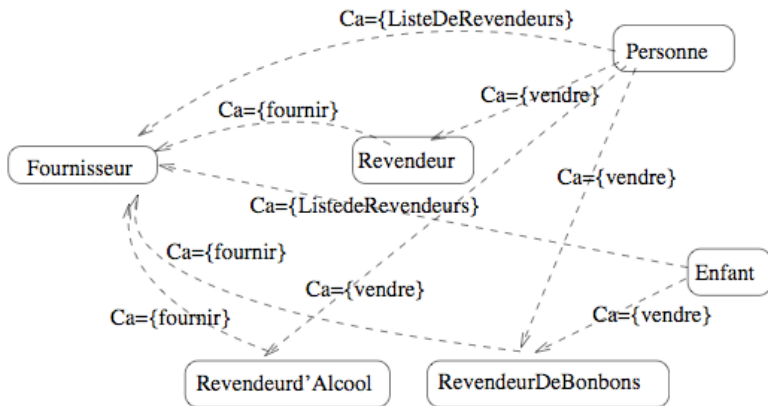 Ca={ListeDeRevendeurs}
Personne
Ca={vendre}
Ca={fournir}
Revendeur
Fournisseur
Ca={vendre}
Ca={ListedeRevendeurs}
Ca={fournir}
Enfant
Ca={vendre}
Ca={fournir}
Ca={vendre}
Revendeurd'Alcool
RevendeurDeBonbons